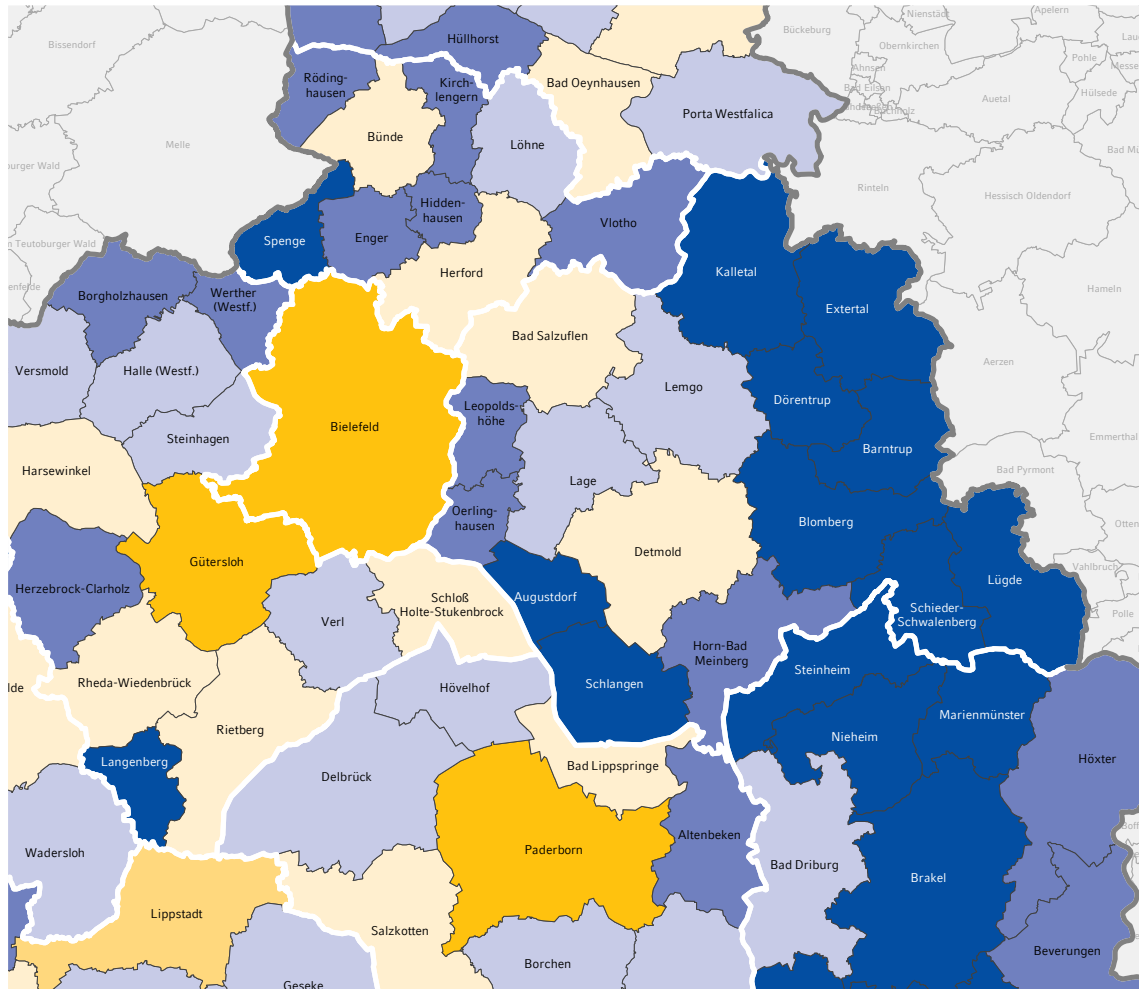 Apelern
Nienstädt
Bückeburg
Bissendorf
Hüllhorst
Obernkirchen
Pohle
Ahnsen
Röding-
hausen
Kirch-
lengern
Bad Oeynhausen
Bad Eilsen
Hülsede
Auetal
Buchholz
Porta Westfalica
Bünde
Löhne
Melle
Rinteln
Hessisch Oldendorf
Hidden-
hausen
Vlotho
Enger
Spenge
Herford
Kalletal
Hameln
Borgholzhausen
Werther
(Westf.)
Extertal
Bad Salzuflen
Aerzen
Versmold
Halle (Westf.)
Lemgo
Dörentrup
Leopolds-
höhe
Bielefeld
Steinhagen
Emmerthal
Barntrup
Harsewinkel
Bad Pyrmont
Lage
Oerling-
hausen
Blomberg
Detmold
Gütersloh
Vahlbruch
Lügde
Herzebrock-Clarholz
Augustdorf
Schloß
Holte-Stukenbrock
Schieder-
Schwalenberg
Polle
Verl
Horn-Bad
Meinberg
Steinheim
Rheda-Wiedenbrück
Schlangen
Hövelhof
Marienmünster
Rietberg
Nieheim
Langenberg
Bad Lippspringe
Höxter
Delbrück
Altenbeken
Wadersloh
Paderborn
Bad Driburg
Brakel
Lippstadt
Salzkotten
Beverungen
Borchen
Geseke